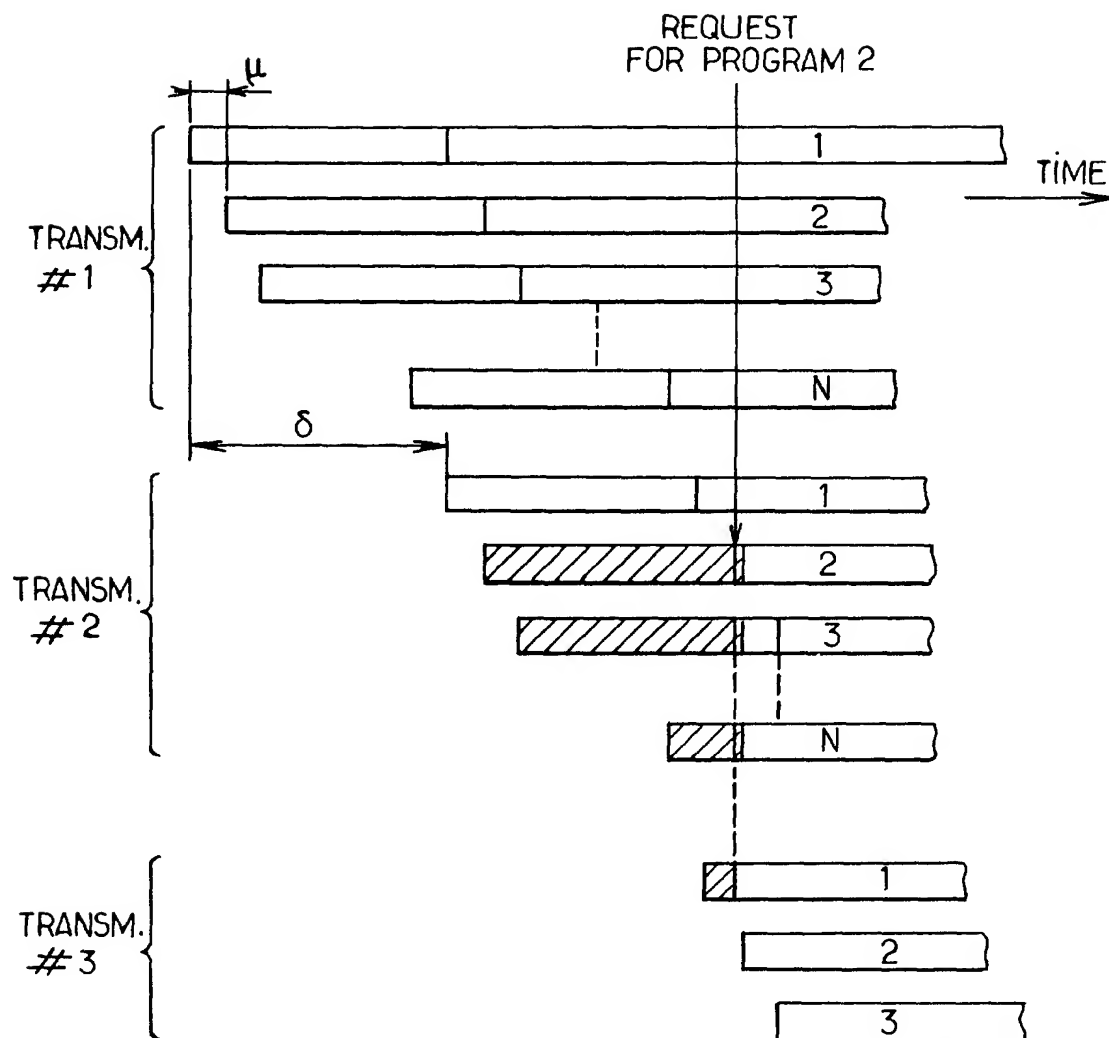 REQUEST
FOR PROGRAM 2
μ
1
TIME
2
TRANSM.
#1
3
N
δ
1
2
TRANSM.
#2
3
N
1
TRANSM.
#3
2
3